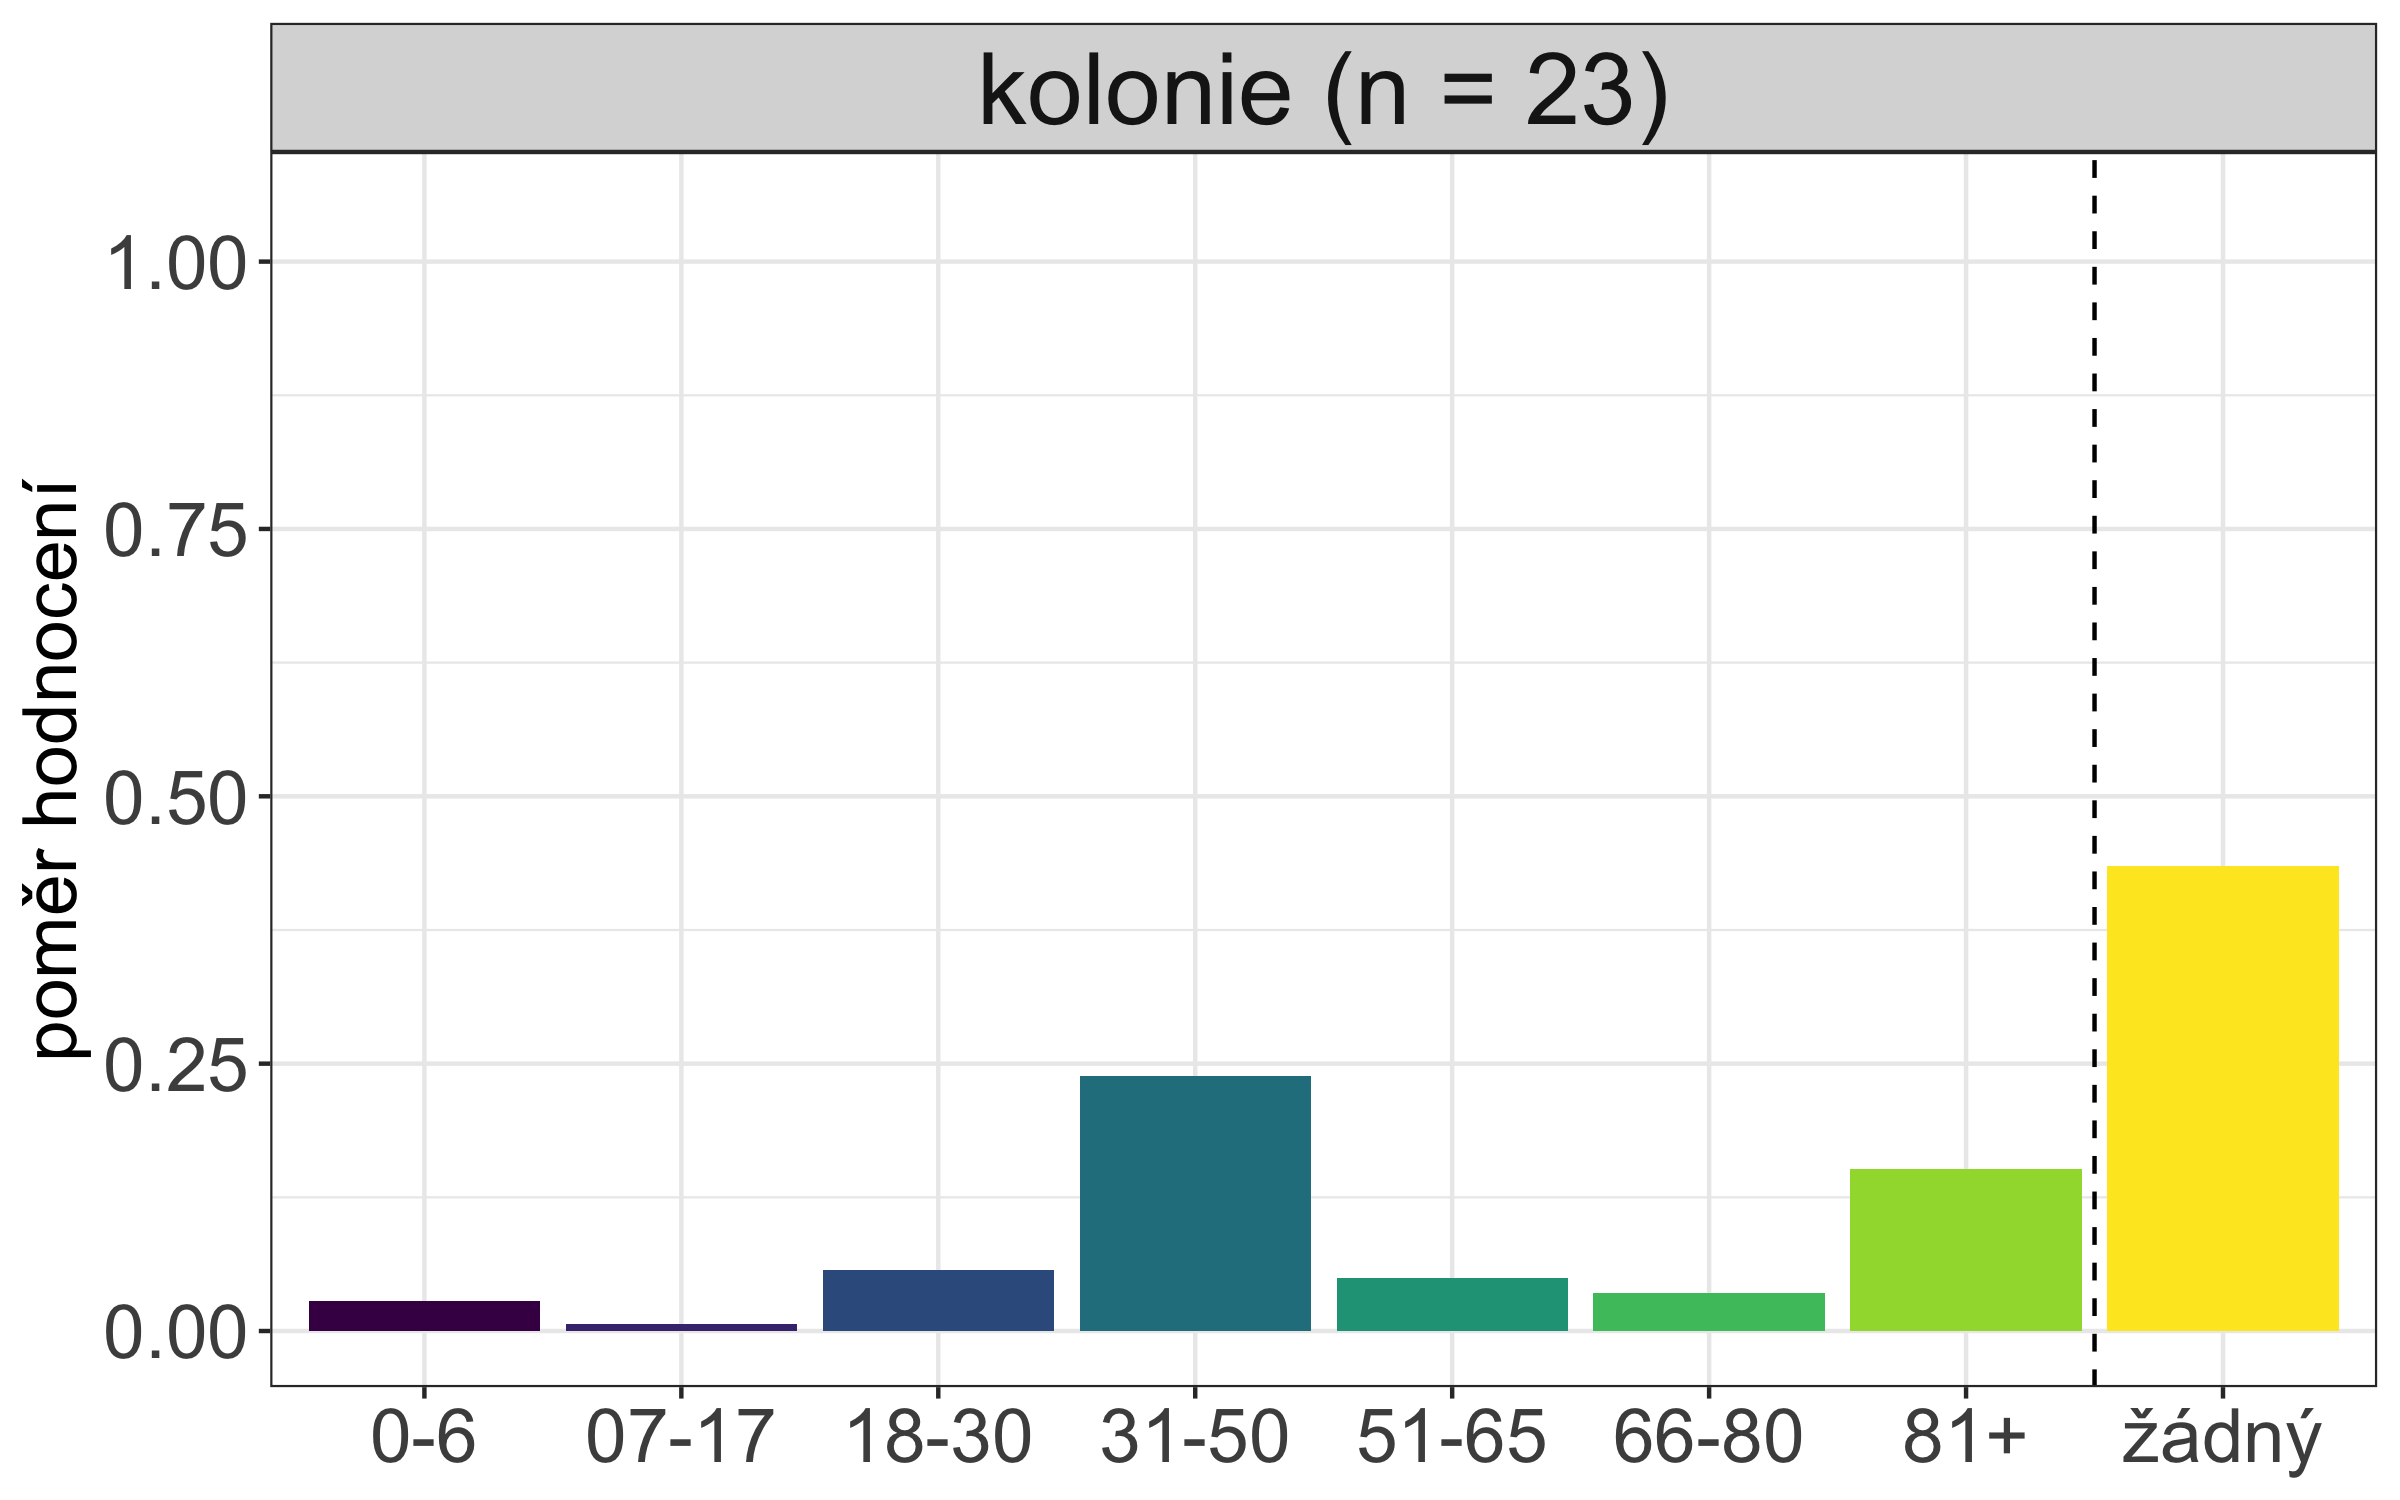 kolonie (n = 23)
poměr hodnocení
1.00
0.75
0.50
0.25
0.00
0-6 07-17 18-30 31-50 51-65 66-80 81+ žádný